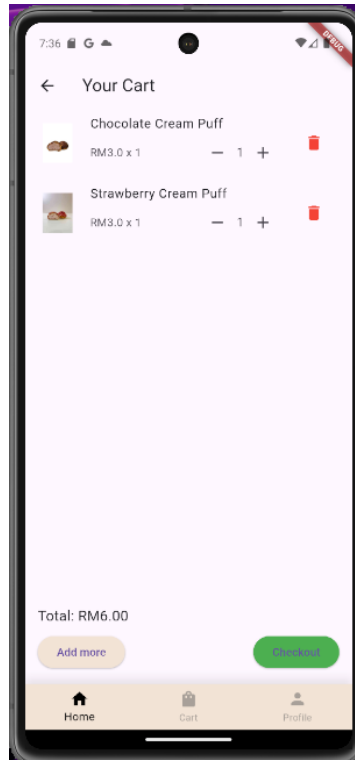 7:36 G
DEBUG
Your Cart
Chocolate Cream Puff
RM3.0 x 1 — 1 +
Strawberry Cream Puff
RM3.0 x 1 — 1 +
Total: RM6.00
Add more Checkout
Home Cart Profile